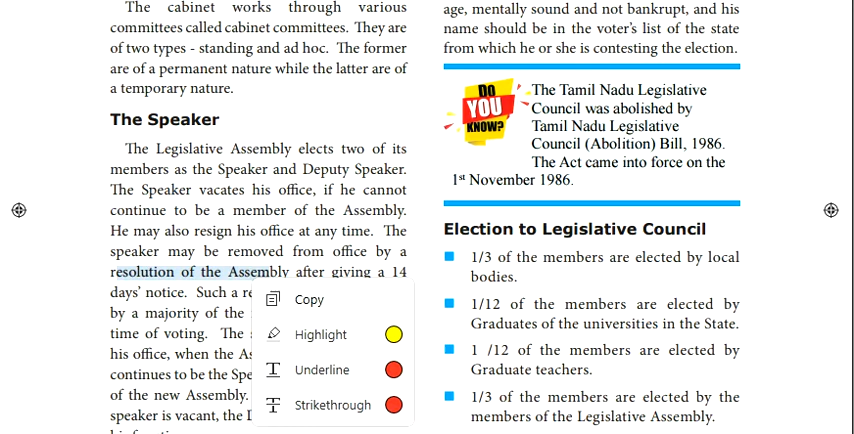 The cabinet works through various
committees called cabinet committees. They are
of two types - standing and ad hoc. The former
are of a permanent nature while the latter are of
a temporary nature.
The Speaker
The Legislative Assembly elects two of its
members as the Speaker and Deputy Speaker.
The Speaker vacates his office, if he cannot
continue to be a member of the Assembly.
He may also resign his office at any time. The
speaker may be removed from office by a
resolution of the Assembly after giving a 14
days' notice. Such a re
by a majority of the
time of voting. The
his office, when the As
continues to be the Spe
of the new Assembly.
speaker is vacant, the
Copy
Highlight
Underline
Strikethrough
age, mentally sound and not bankrupt, and his
name should be in the voter's list of the state
from which he or she is contesting the election.
DO
YOU
KNOW?
The Tamil Nadu Legislative
Council was abolished by
Tamil Nadu Legislative
Council (Abolition) Bill, 1986.
The Act came into force on the
1st November 1986.
Election to Legislative Council
1/3 of the members are elected by local
bodies.
1/12 of the members are elected by
Graduates of the universities in the State.
1 /12 of the members are elected by
Graduate teachers.
1/3 of the members are elected by the
members of the Legislative Assembly.